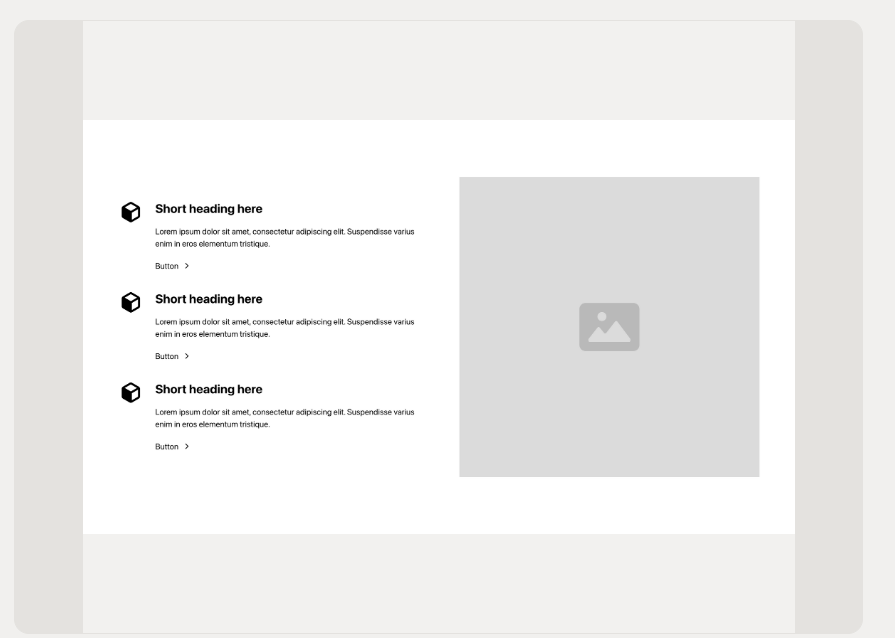 Short heading here
Lorem ipsum dolor sit amet, consectetur adipiscing elit. Suspendisse varius
enim in eros elementum tristique.
Button
Short heading here
Lorem ipsum dolor sit amet, consectetur adipiscing elit. Suspendisse varius
enim in eros elementum tristique.
Button
Short heading here
Lorem ipsum dolor sit amet, consectetur adipiscing elit. Suspendisse varius
enim in eros elementum tristique.
Button